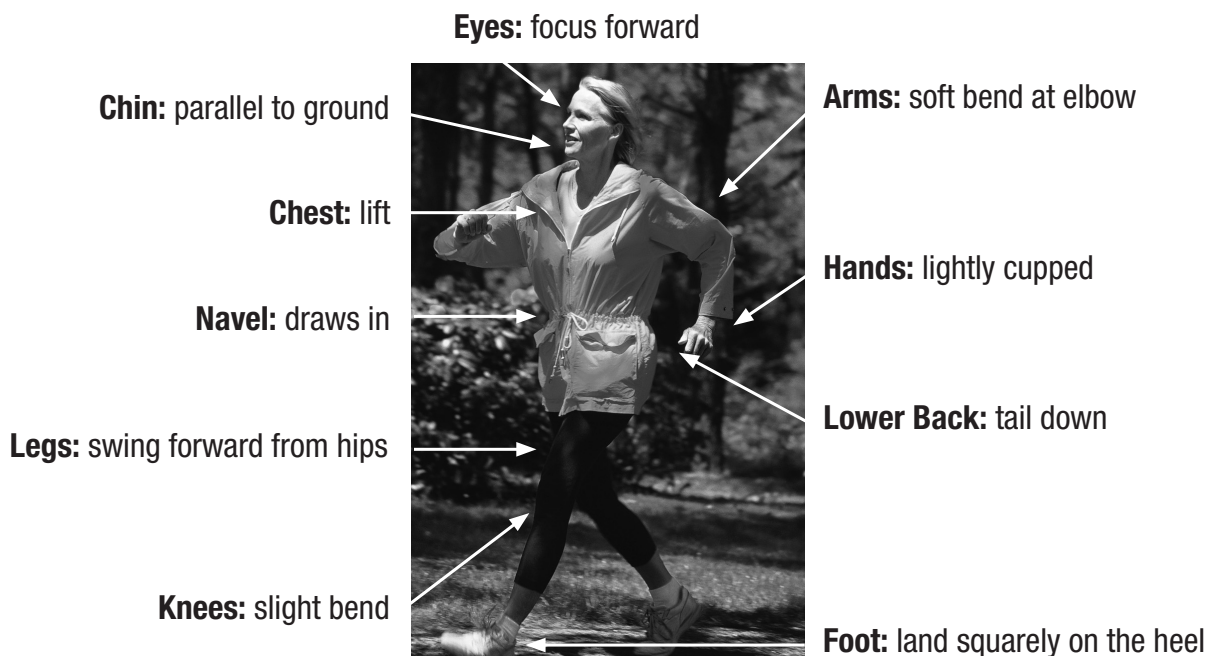 Eyes: focus forward
Chin: parallel to ground
Arms: soft bend at elbow
Chest: lift
Hands: lightly cupped
Navel: draws in
Lower Back: tail down
Legs: swing forward from hips
Knees: slight bend
Foot: land squarely on the heel